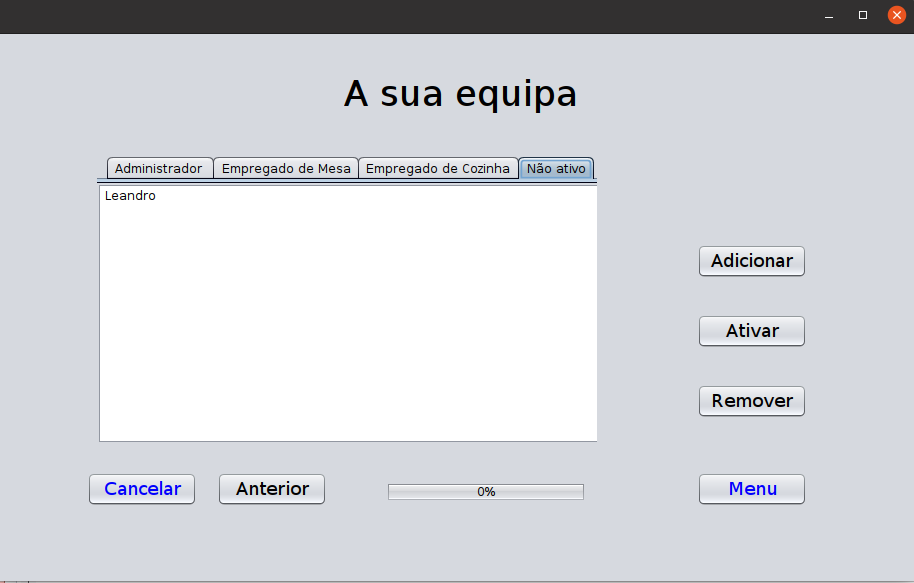 A sua equipa
Administrador Empregado de Mesa Empregado de Cozinha Não ativo
Leandro
Adicionar
Ativar
Remover
Cancelar Anterior 0% Menu